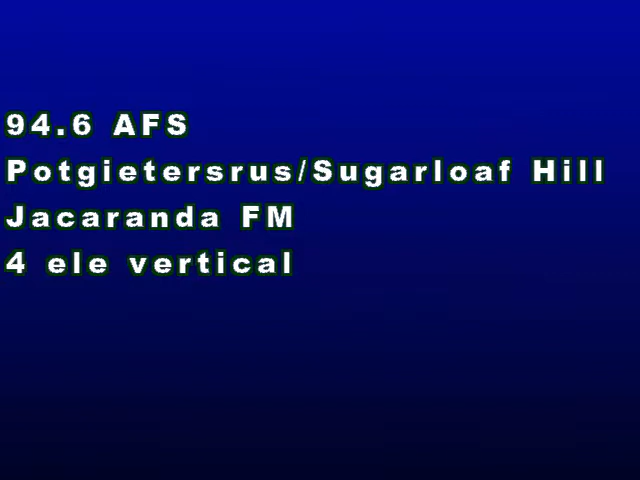 94.6 AFS
Potgietersrus/Sugarloaf Hill
Jacaranda FM
4 ele vertical